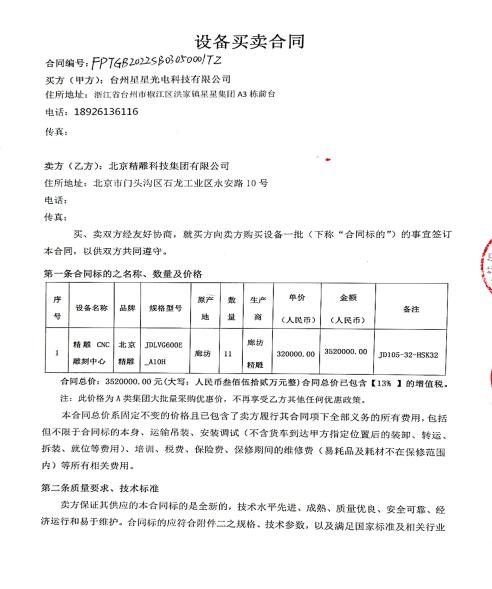 设备买卖合同
合同编号：FPTGB2022SB03050001TZ
买方（甲方）：台州星星光电科技有限公司
住所地址：浙江省台州市椒江区洪家镇星星集团 A3 栋前台
电话：18926136116
传真：
卖方（乙方）：北京精雕科技集团有限公司
住所地址：北京市门头沟区石龙工业区永安路 10 号
电话：
传真：
买、卖双方经友好协商，就买方向卖方购买设备一批（下称“合同标的”）的事宜签订
本合同，以供双方共同遵守。
第一条合同标的之名称、数量及价格
序号 设备名称 品牌 规格型号 原产地 数量 生产商 单价（人民币） 金额（人民币） 备注
1 精雕 CNC 雕刻中心 北京精雕 JDLVG600E_A10H 廊坊 11 廊坊精雕 320000.00 3520000.00 JD105-32-HSK32
合同总价：3520000.00 元(大写：人民币叁佰伍拾贰万元整)合同总价已包含【13% 】的增值税。
注：此价格为 A 类集团大批量采购优惠价，不再享受乙方其他任何优惠政策。
本合同总价系固定不变的价格且已包含了卖方履行其合同项下全部义务的所有费用,包括
但不限于合同标的本身、运输吊装、安装调试（不含货车到达甲方指定位置后的装卸、转运、
拆装、就位等费用）、培训、税费、保险费、保修期间的维修费（易耗品及耗材不在保修范围
内）等所有相关费用。
第二条质量要求、技术标准
卖方保证其供应的本合同标的是全新的，技术水平先进、成熟、质量优良、安全可靠、经
济运行和易于维护。合同标的应符合附件二之规格、技术参数，以及满足国家标准及相关行业